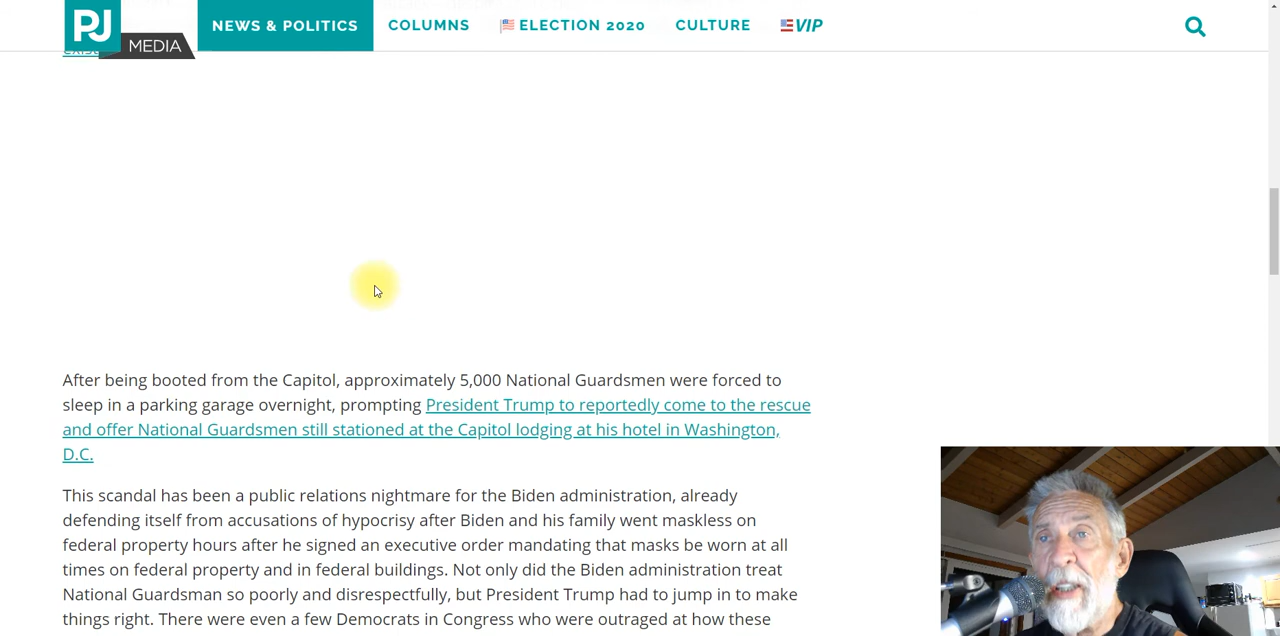 PJ
MEDIA
NEWS & POLITICS
COLUMNS
ELECTION 2020
CULTURE
VIP
exist
After being booted from the Capitol, approximately 5,000 National Guardsmen were forced to
sleep in a parking garage overnight, prompting President Trump to reportedly come to the rescue
and offer National Guardsmen still stationed at the Capitol lodging at his hotel in Washington,
D.C.
This scandal has been a public relations nightmare for the Biden administration, already
defending itself from accusations of hypocrisy after Biden and his family went maskless on
federal property hours after he signed an executive order mandating that masks be worn at all
times on federal property and in federal buildings. Not only did the Biden administration treat
National Guardsman so poorly and disrespectfully, but President Trump had to jump in to make
things right. There were even a few Democrats in Congress who were outraged at how these